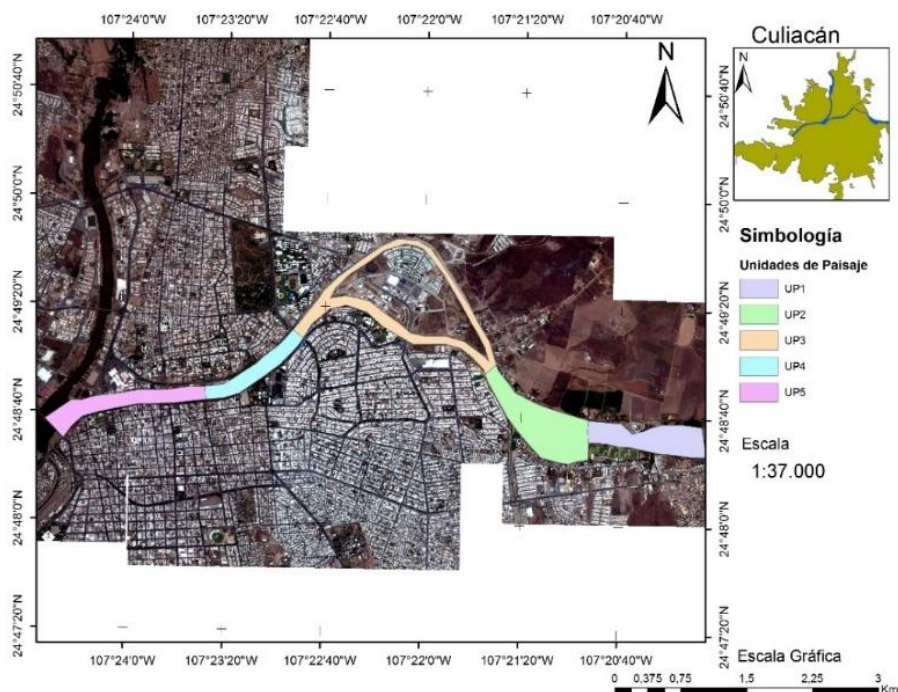 107°24'0"W 107°23'20"W 107°22'40"W 107°22'0"W 107°21'20"W 107°20'40"W
24°50'40"N
24°50'0"N
24°49'20"N
24°48'40"N
24°48'0"N
24°47'20"N
N
24°50'40"N
24°50'0"N
24°49'20"N
24°48'40"N
24°48'0"N
24°47'20"N
107°24'0"W 107°23'20"W 107°22'40"W 107°22'0"W 107°21'20"W 107°20'40"W
Culiacán
N
Simbología
Unidades de Paisaje
UP1
UP2
UP3
UP4
UP5
Escala
1:37.000
Escala Gráfica
0 0,375 0,75 1,5 2,25 3
Km